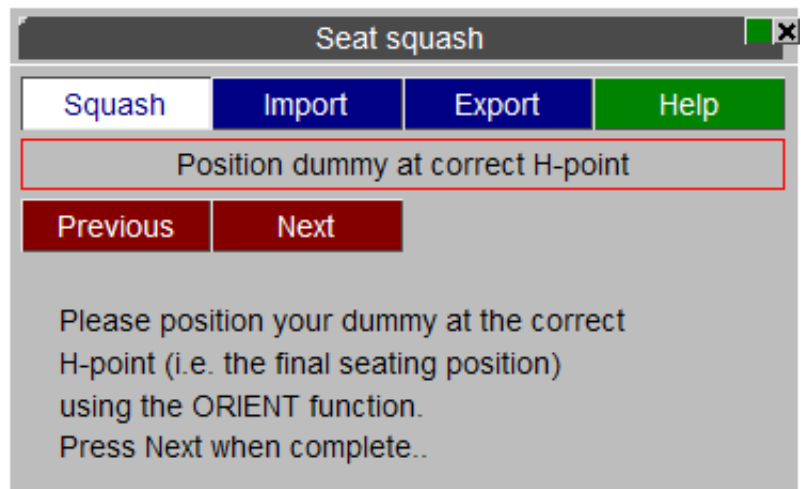 Seat squash
Squash Import Export Help
Position dummy at correct H-point
Previous Next
Please position your dummy at the correct
H-point (i.e. the final seating position)
using the ORIENT function.
Press Next when complete..